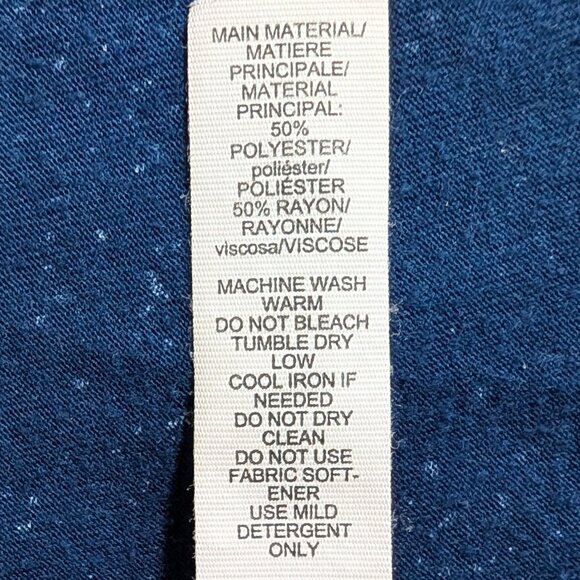 MAIN MATERIAL/
MATIERE
PRINCIPALE/
MATERIAL
PRINCIPAL:
50%
POLYESTER/
poliéster/
POLIÉSTER
50% RAYON/
RAYONNE/
viscosa/VISCOSE
MACHINE WASH
WARM
DO NOT BLEACH
TUMBLE DRY
LOW
COOL IRON IF
NEEDED
DO NOT DRY
CLEAN
DO NOT USE
FABRIC SOFT-
ENER
USE MILD
DETERGENT
ONLY